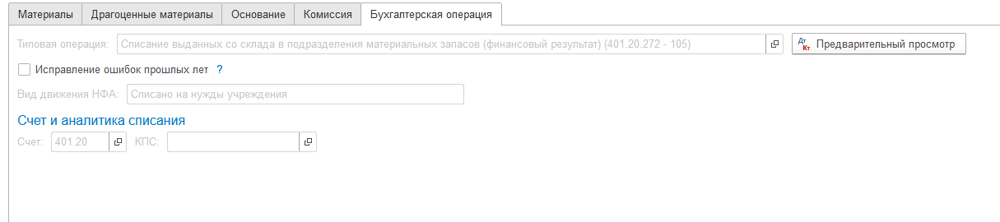 Материалы Драгоценные материалы Основание Комиссия Бухгалтерская операция
Типовая операция: Списание выданных со склада в подразделения материальных запасов (финансовый результат) (401.20.272 - 105) Дт Кт Предварительный просмотр
Исправление ошибок прошлых лет ?
Вид движения НФА: Списано на нужды учреждения
Счет и аналитика списания
Счет: 401.20 КПС: